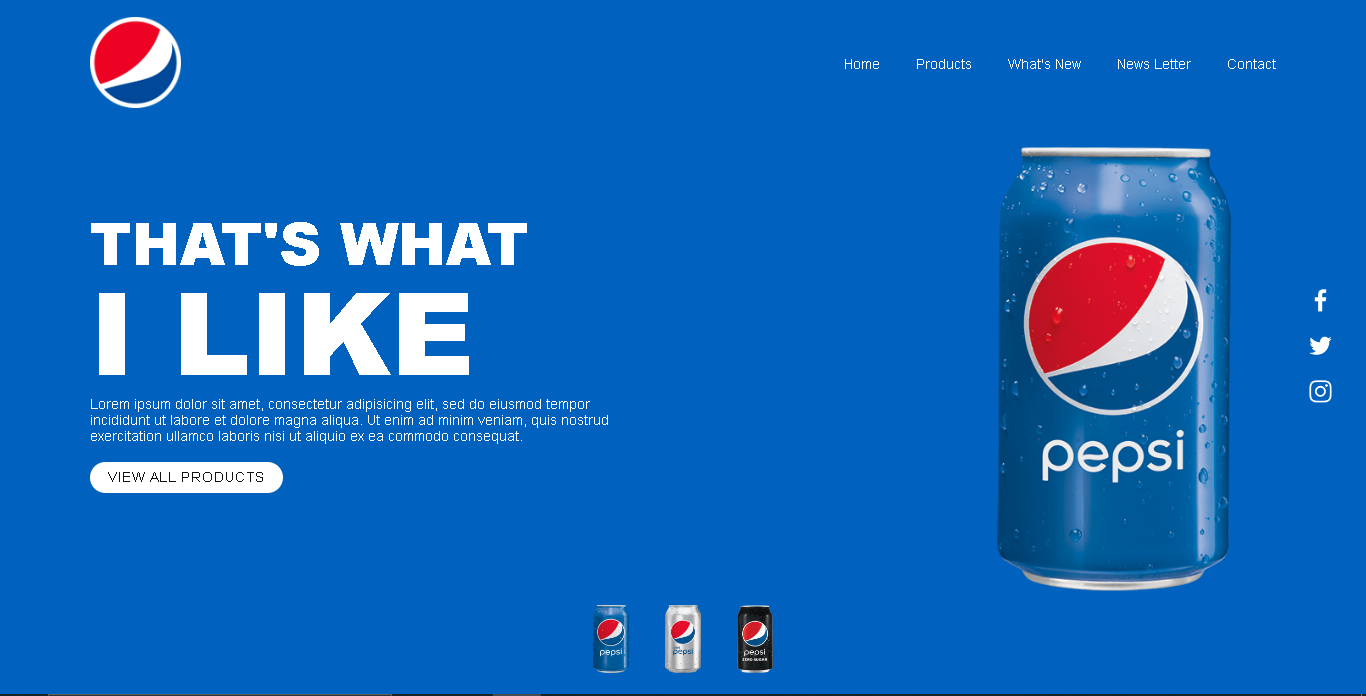 Home Products What's New News Letter Contact
THAT'S WHAT
I LIKE
Lorem ipsum dolor sit amet, consectetur adipisicing elit, sed do eiusmod tempor
incididunt ut labore et dolore magna aliqua. Ut enim ad minim veniam, quis nostrud
exercitation ullamco laboris nisi ut aliquio ex ea commodo consequat.
VIEW ALL PRODUCTS
pepsi
pepsi
pepsi
pepsi
ZERO SUGAR